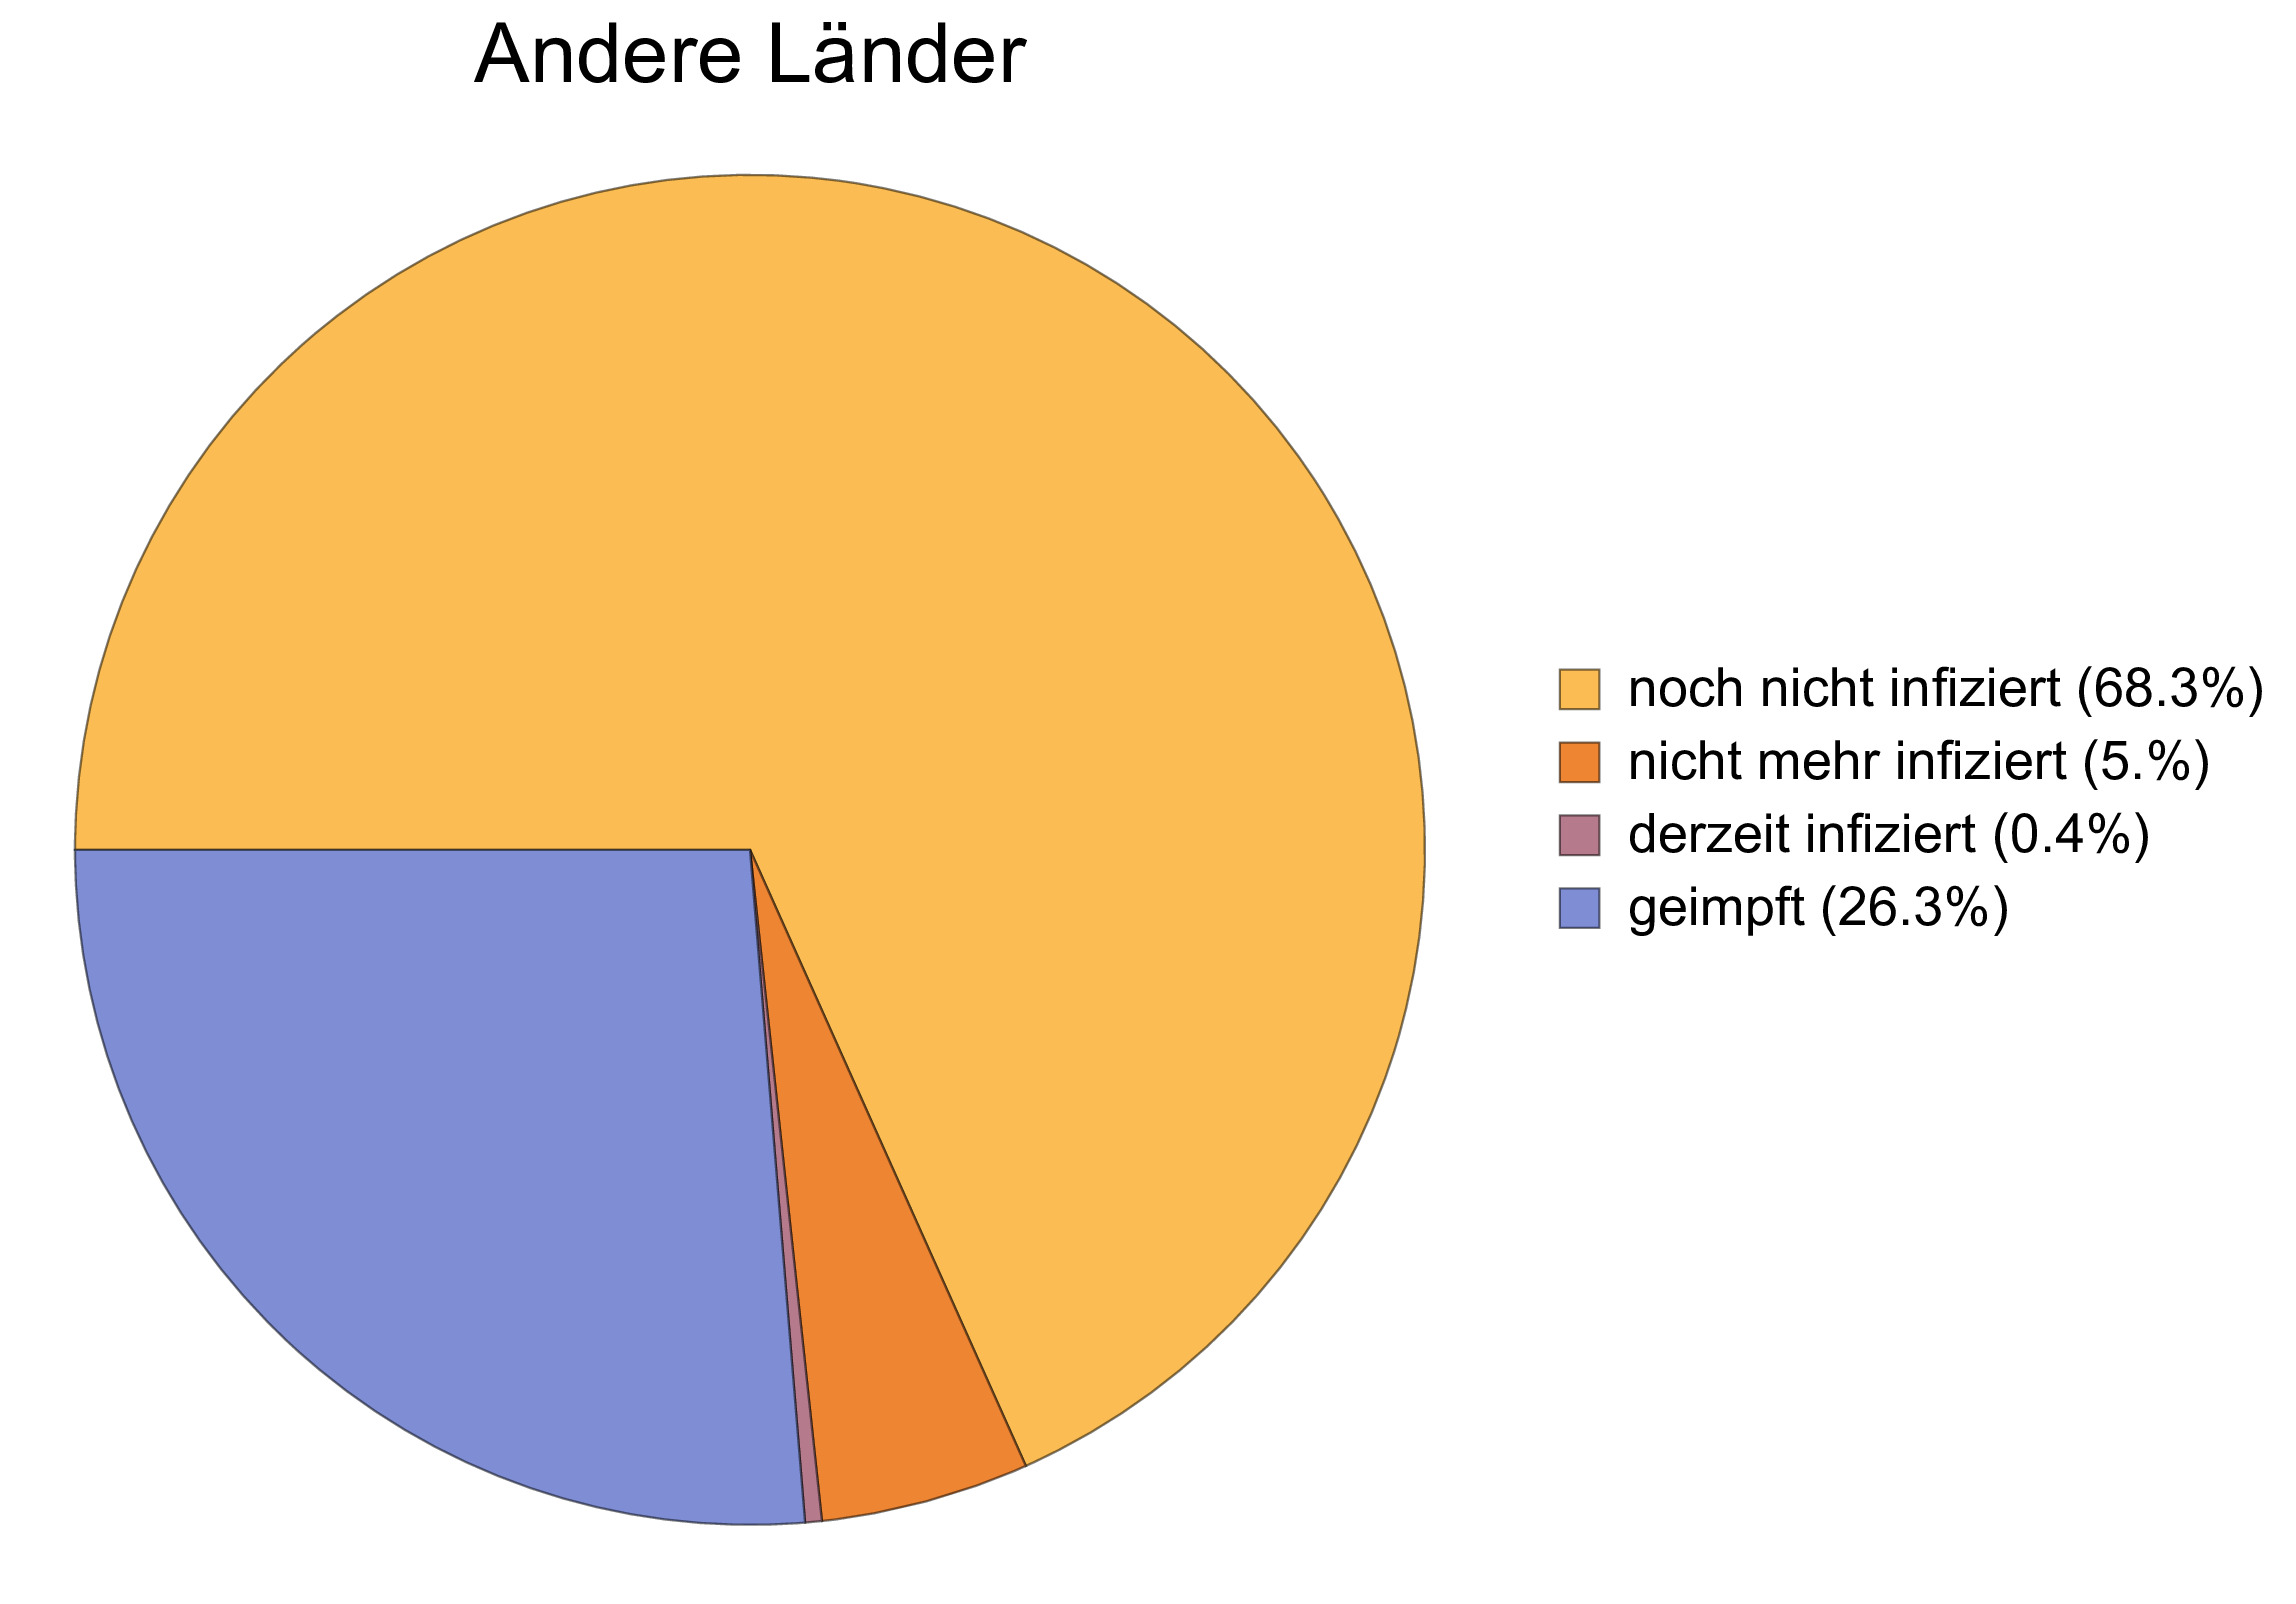 Andere Länder
noch nicht infiziert (68.3%)
nicht mehr infiziert (5.%)
derzeit infiziert (0.4%)
geimpft (26.3%)